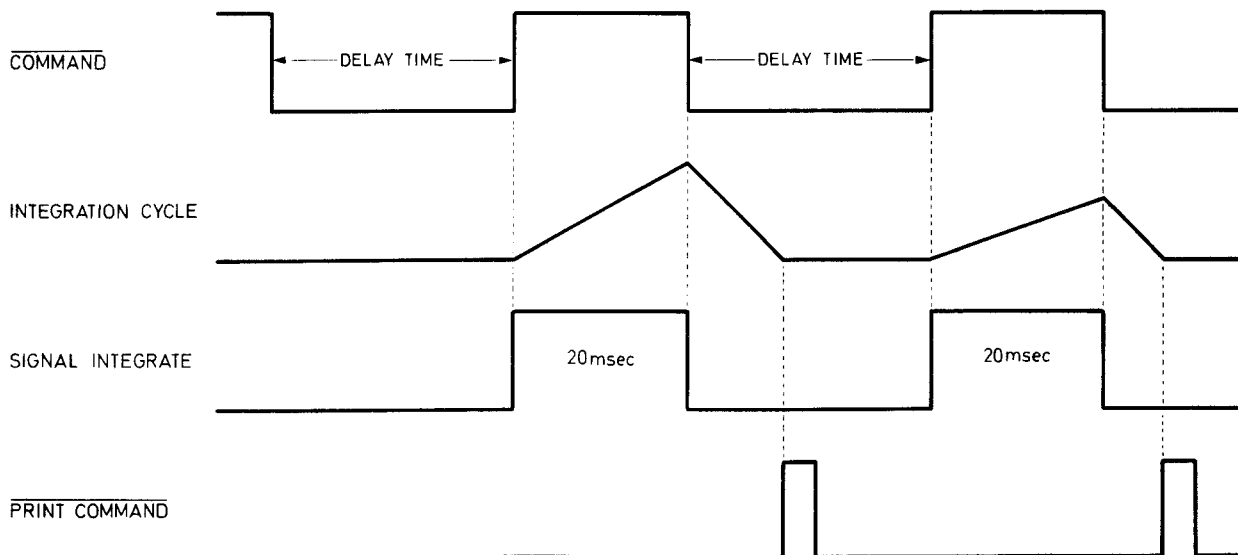 COMMAND
DELAY TIME
DELAY TIME
INTEGRATION CYCLE
SIGNAL INTEGRATE
20msec
20msec
PRINT COMMAND